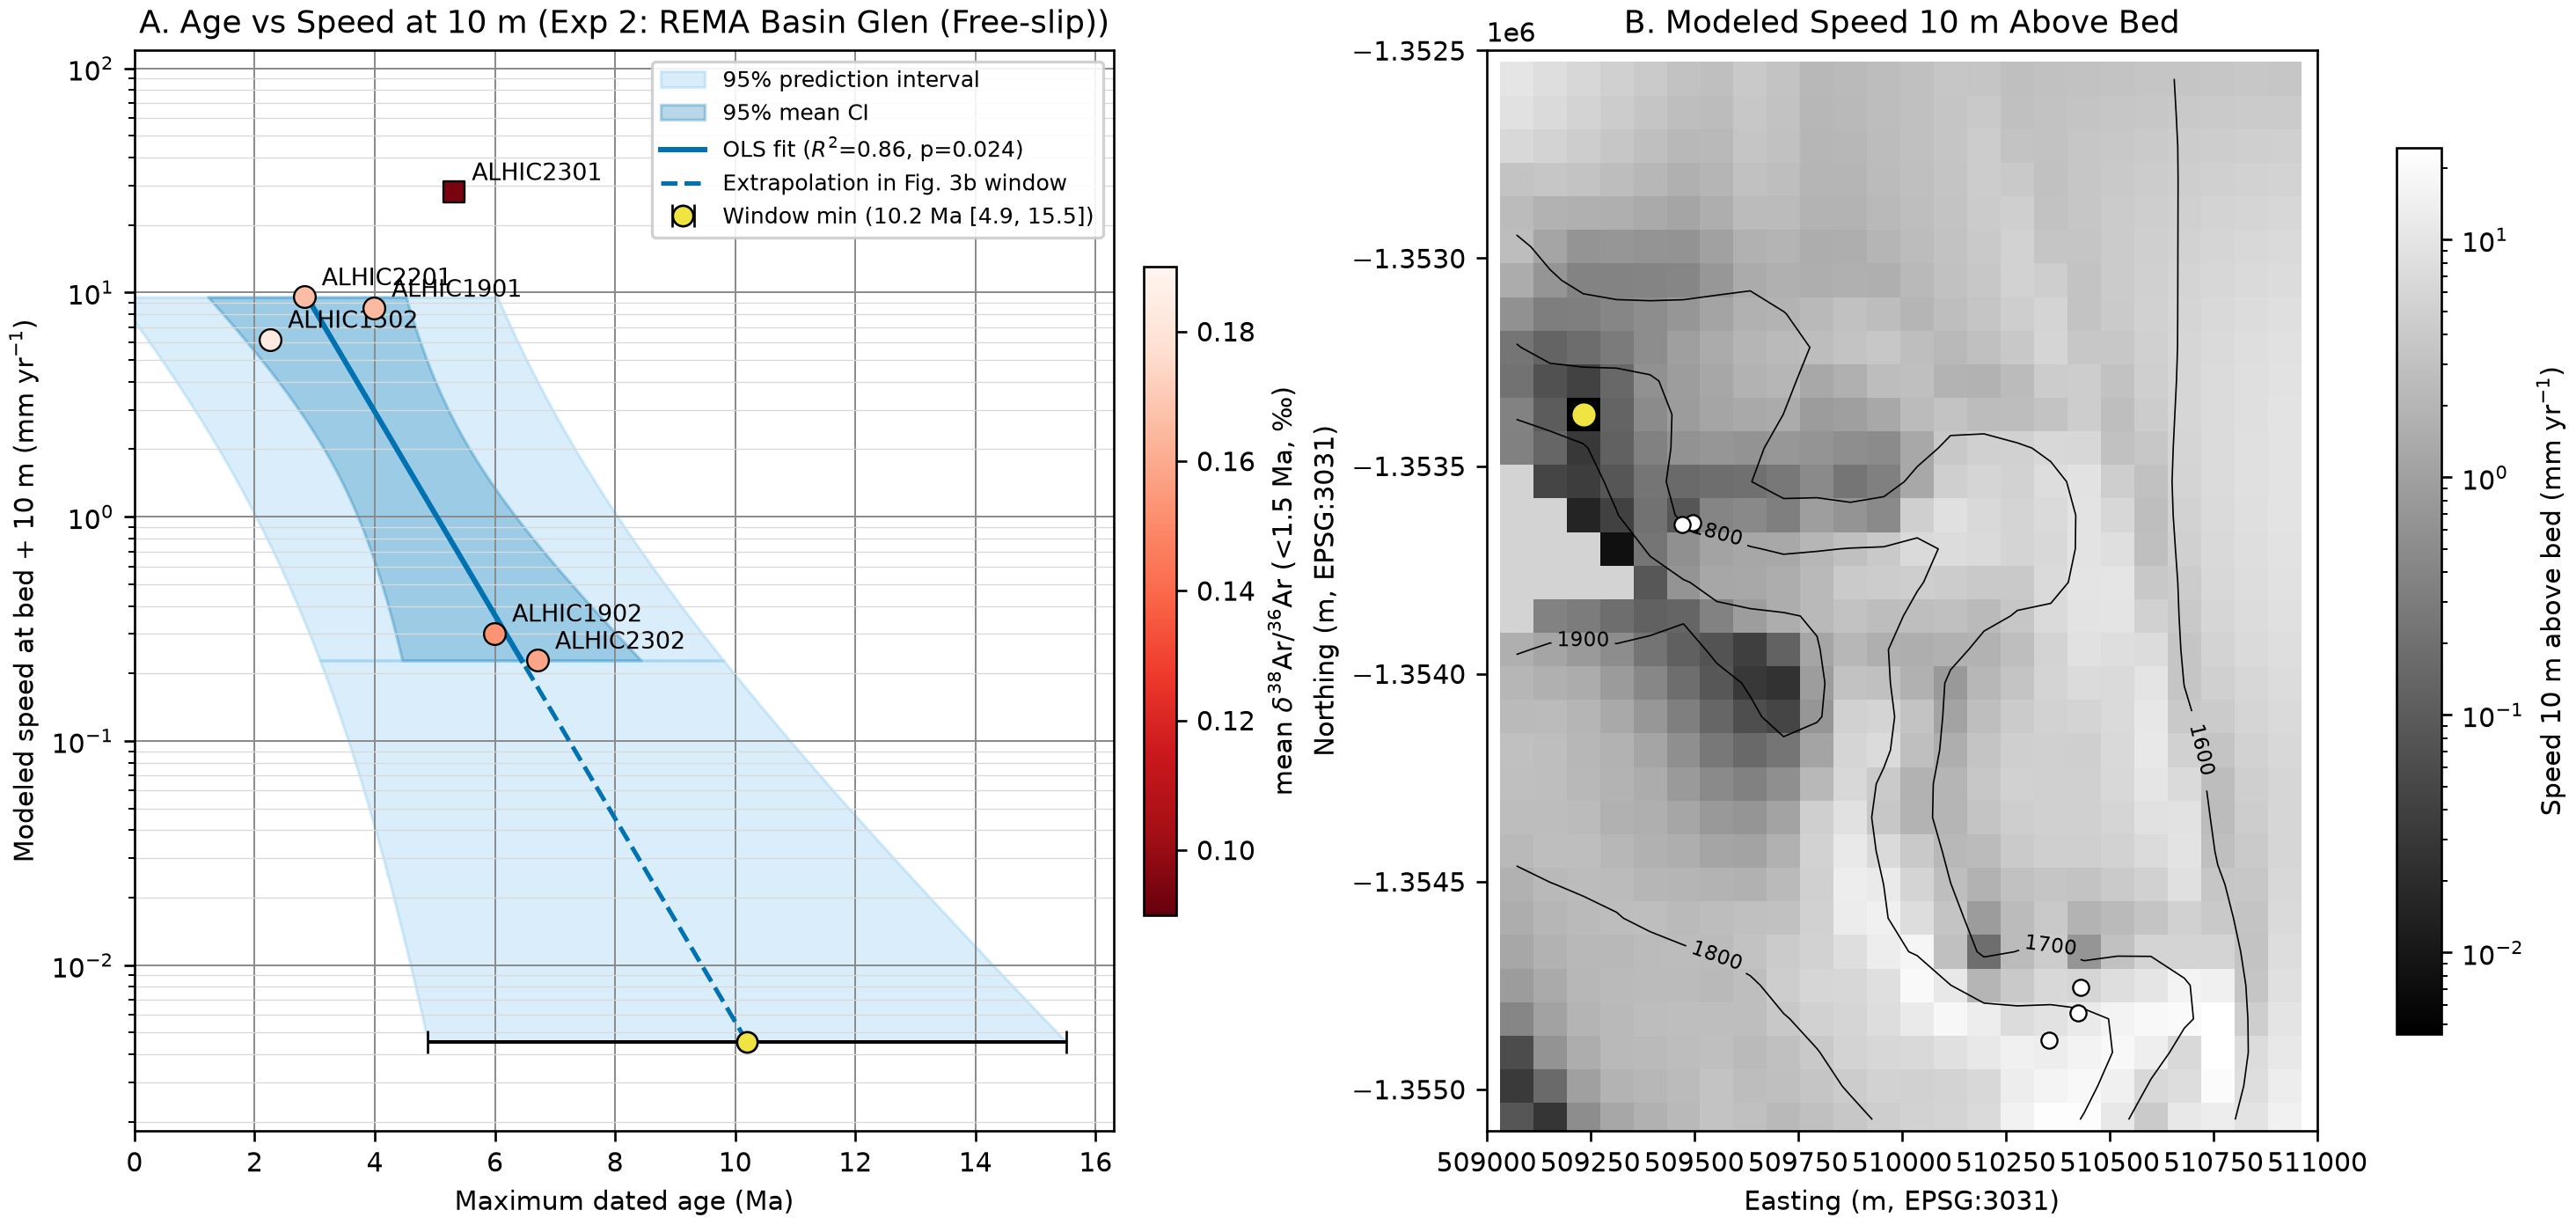 A. Age vs Speed at 10 m (Exp 2: REMA Basin Glen (Free-slip))
95% prediction interval
95% mean CI
OLS fit (R²=0.86, p=0.024)
Extrapolation in Fig. 3b window
Window min (10.2 Ma [4.9, 15.5])
ALHIC2301
ALHIC2201
ALHIC1901
ALHIC1502
ALHIC1902
ALHIC2302
10²
10¹
10⁰
10⁻¹
10⁻²
Modeled speed at bed + 10 m (mm yr⁻¹)
0 2 4 6 8 10 12 14 16
Maximum dated age (Ma)
0.18
0.16
0.14
0.12
0.10
mean δ³⁸Ar/³⁶Ar (<1.5 Ma, ‰)
B. Modeled Speed 10 m Above Bed
1e6
−1.3525
−1.3530
−1.3535
−1.3540
−1.3545
−1.3550
Northing (m, EPSG:3031)
1800
1900
1600
1800
1700
509000 509250 509500 509750 510000 510250 510500 510750 511000
Easting (m, EPSG:3031)
10¹
10⁰
10⁻¹
10⁻²
Speed 10 m above bed (mm yr⁻¹)